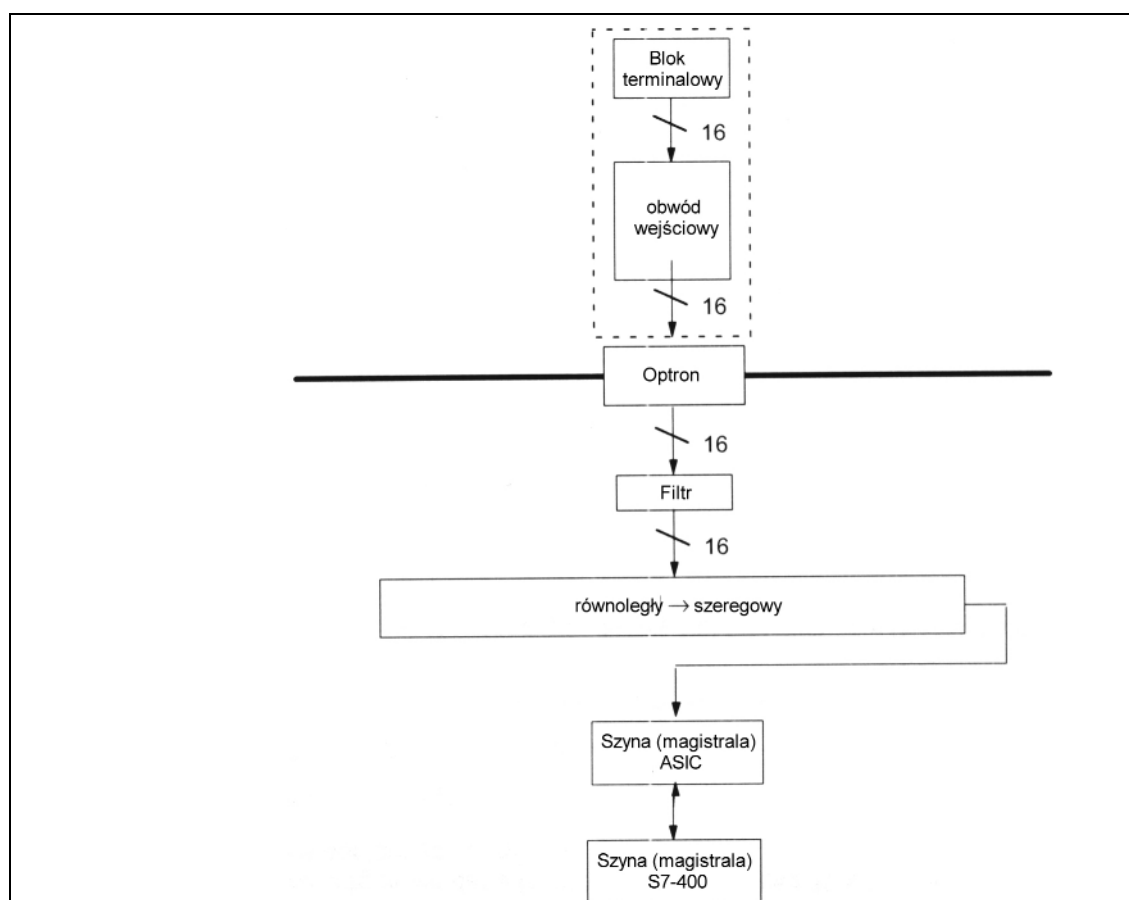 Blok
terminalowy
16
obwód
wejściowy
16
Optron
16
Filtr
16
równoległy → szeregowy
Szyna (magistrala)
ASIC
Szyna (magistrala)
S7-400